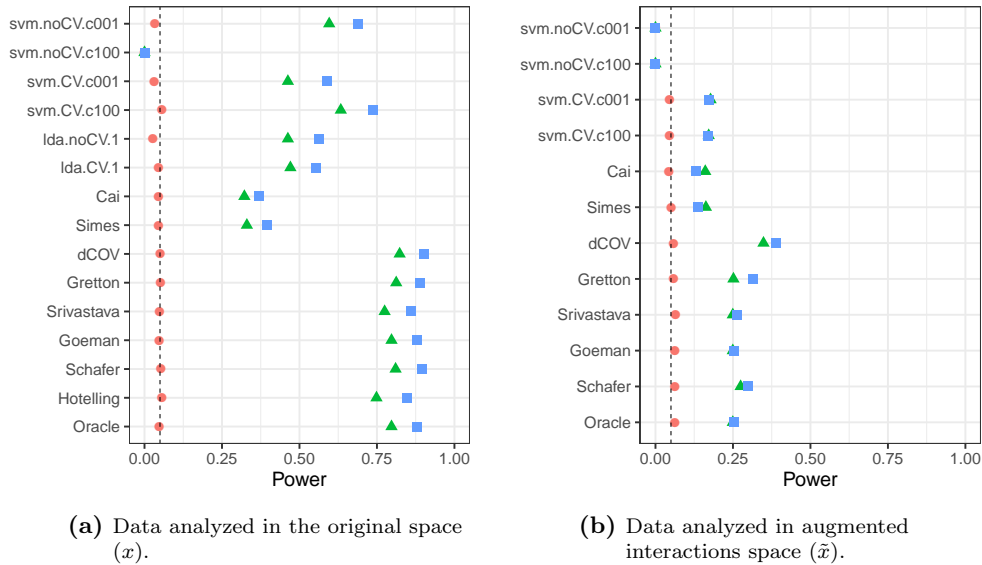 svm.noCV.c001
svm.noCV.c100
svm.CV.c001
svm.CV.c100
lda.noCV.1
lda.CV.1
Cai
Simes
dCOV
Gretton
Srivastava
Goeman
Schafer
Hotelling
Oracle
0.00 0.25 0.50 0.75 1.00
Power
(a) Data analyzed in the original space
(x).
svm.noCV.c001
svm.noCV.c100
svm.CV.c001
svm.CV.c100
Cai
Simes
dCOV
Gretton
Srivastava
Goeman
Schafer
Oracle
0.00 0.25 0.50 0.75 1.00
Power
(b) Data analyzed in augmented
interactions space (x̃).